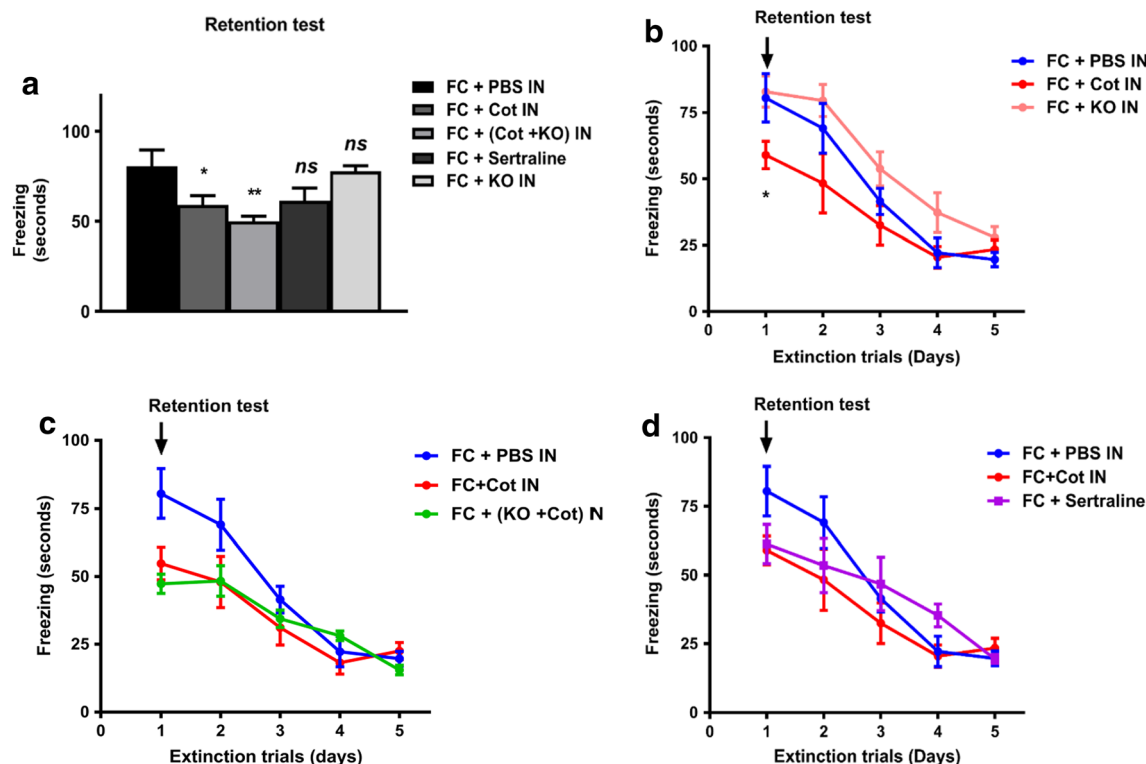 Retention test
a
FC + PBS IN
FC + Cot IN
FC + (Cot +KO) IN
FC + Sertraline
FC + KO IN
100
50
0
Freezing
(seconds)
*
**
ns
ns
b
Retention test
FC + PBS IN
FC + Cot IN
FC + KO IN
100
75
50
25
0
Freezing (seconds)
*
0 1 2 3 4 5
Extinction trials (Days)
c
Retention test
FC + PBS IN
FC+Cot IN
FC + (KO +Cot) IN
100
75
50
25
0
Freezing (seconds)
0 1 2 3 4 5
Extinction trials (days)
d
Retention test
FC + PBS IN
FC+Cot IN
FC + Sertraline
100
75
50
25
0
Freezing (seconds)
0 1 2 3 4 5
Extinction trials (Days)